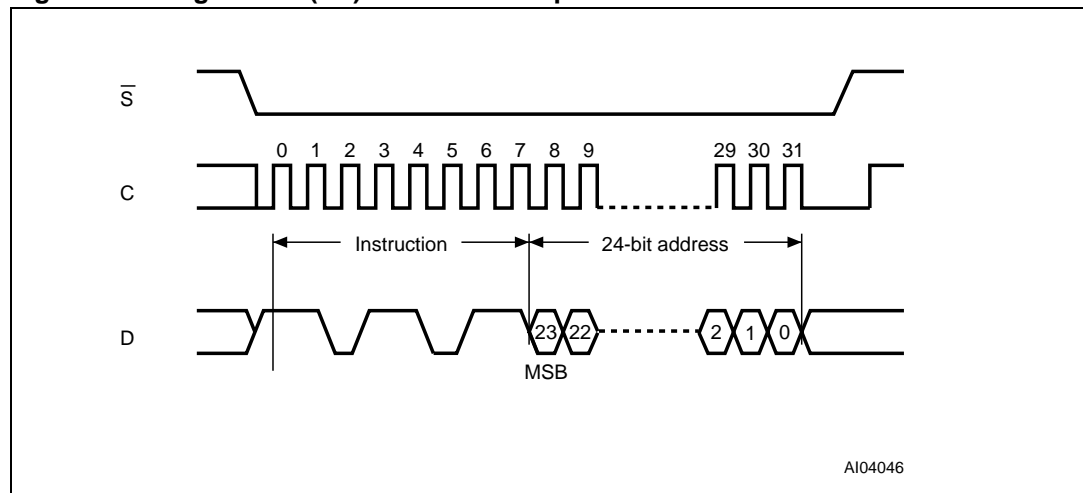 S
0 1 2 3 4 5 6 7 8 9 29 30 31
C
Instruction 24-bit address
D 23 22 2 1 0
MSB
AI04046